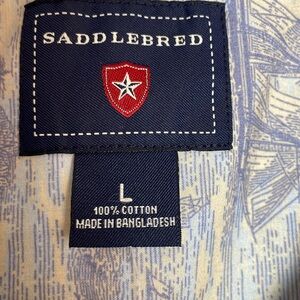 SADDLEBRED
L
100% COTTON
MADE IN BANGLADESH